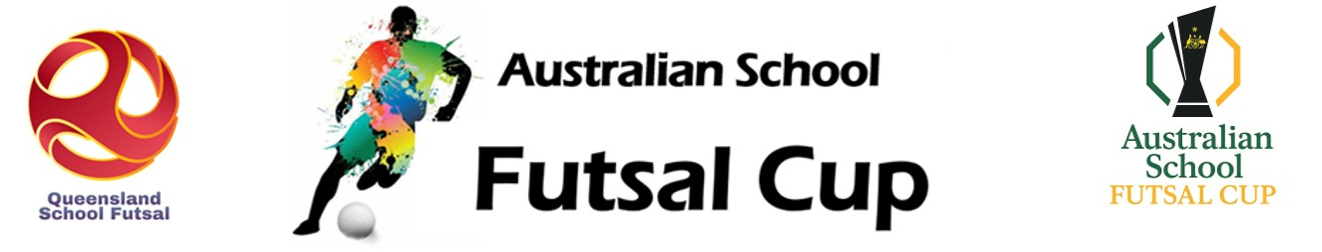 Queensland
School Futsal
Australian School
Futsal Cup
Australian
School
FUTSAL CUP